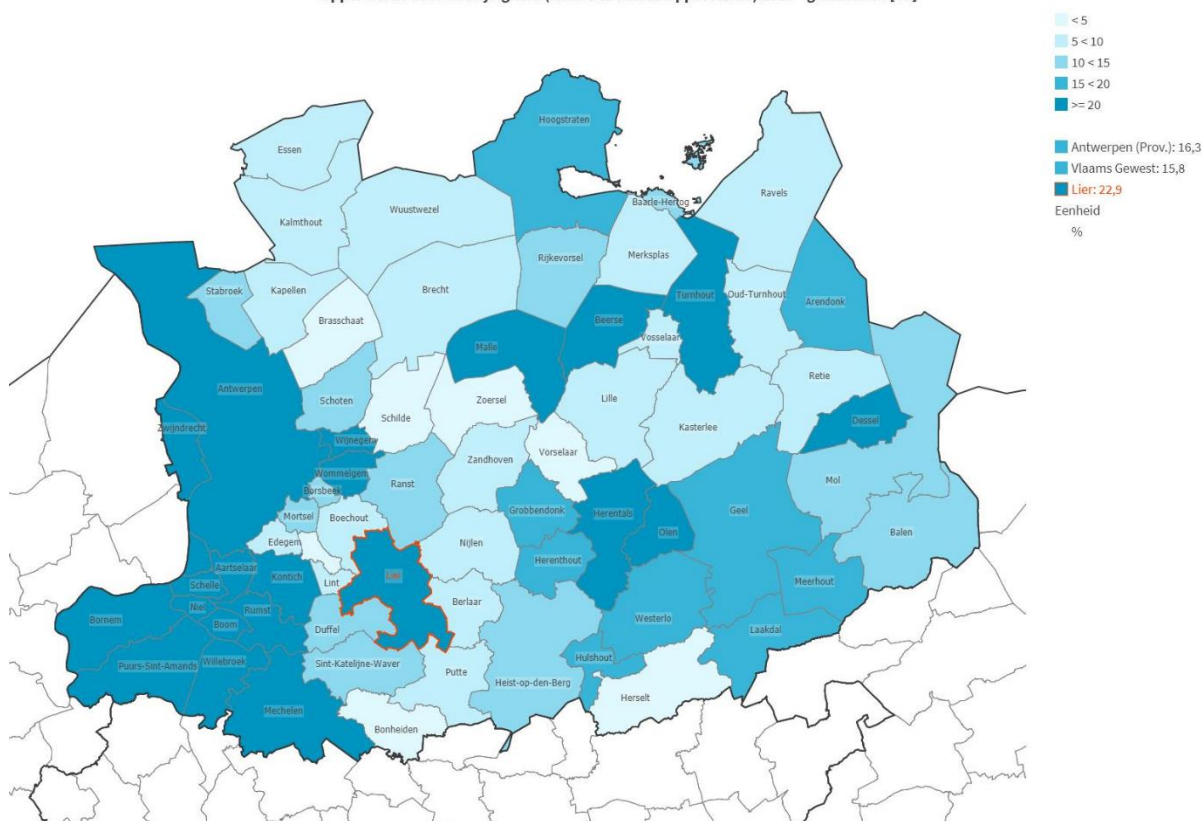 < 5
5 < 10
10 < 15
15 < 20
>= 20
Antwerpen (Prov.): 16,3
Vlaams Gewest: 15,8
Lier: 22,9
Eenheid
%
Hoogstraten
Essen
Ravels
Baarle-Hertog
Wuustwezel
Kalmthout
Merksplas
Rijkevorsel
Stabroek
Kapellen
Brecht
Turnhout
Oud-Turnhout
Arendonk
Brasschaat
Beerse
Vosselaar
Malle
Retie
Antwerpen
Schoten
Schilde
Zoersel
Lille
Kasterlee
Dessel
Zwijndrecht
Wijnegem
Vorselaar
Zandhoven
Wommelgem
Ranst
Mol
Borsbeek
Mortsel
Boechout
Grobbendonk
Herentals
Geel
Olen
Balen
Edegem
Nijlen
Herenthout
Aartselaar
Kontich
Lint
Lier
Meerhout
Schelle
Niel
Rumst
Berlaar
Bornem
Boom
Duffel
Westerlo
Laakdal
Puurs-Sint-Amands
Willebroek
Sint-Katelijne-Waver
Putte
Hulshout
Heist-op-den-Berg
Herselt
Mechelen
Bonheiden